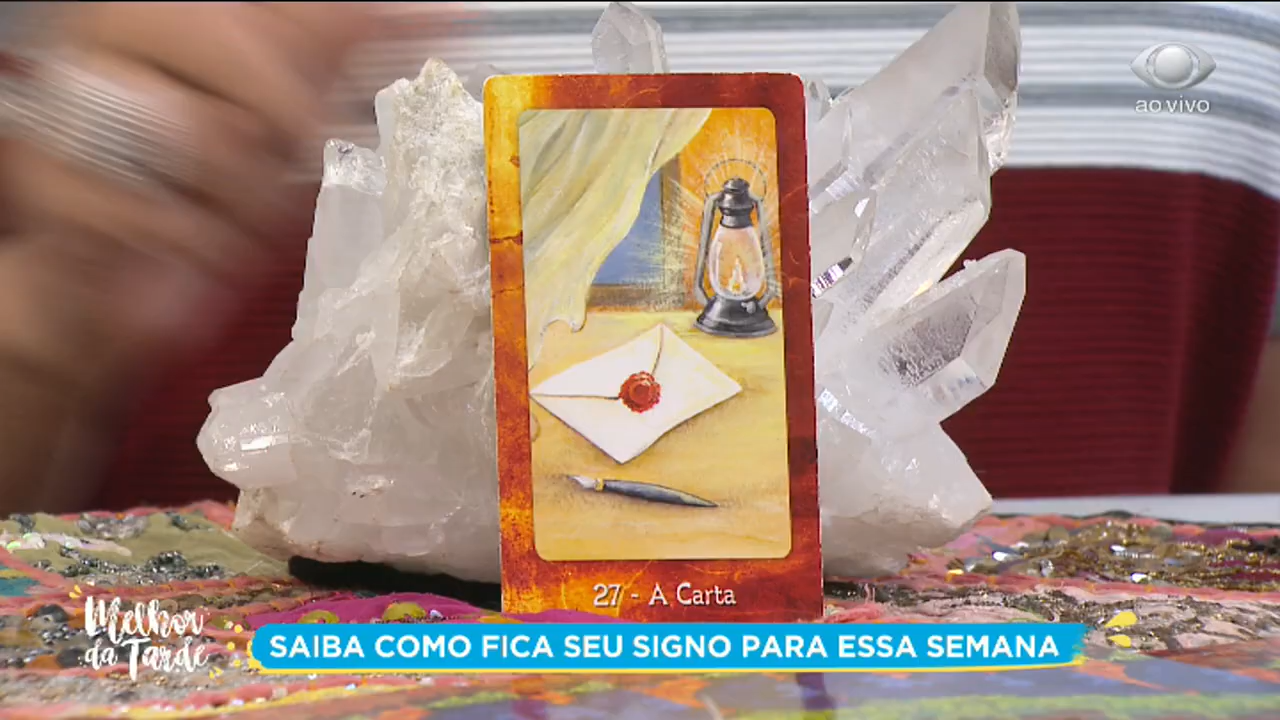 ao vivo
27 - A Carta
Melhor
da Tarde
SAIBA COMO FICA SEU SIGNO PARA ESSA SEMANA